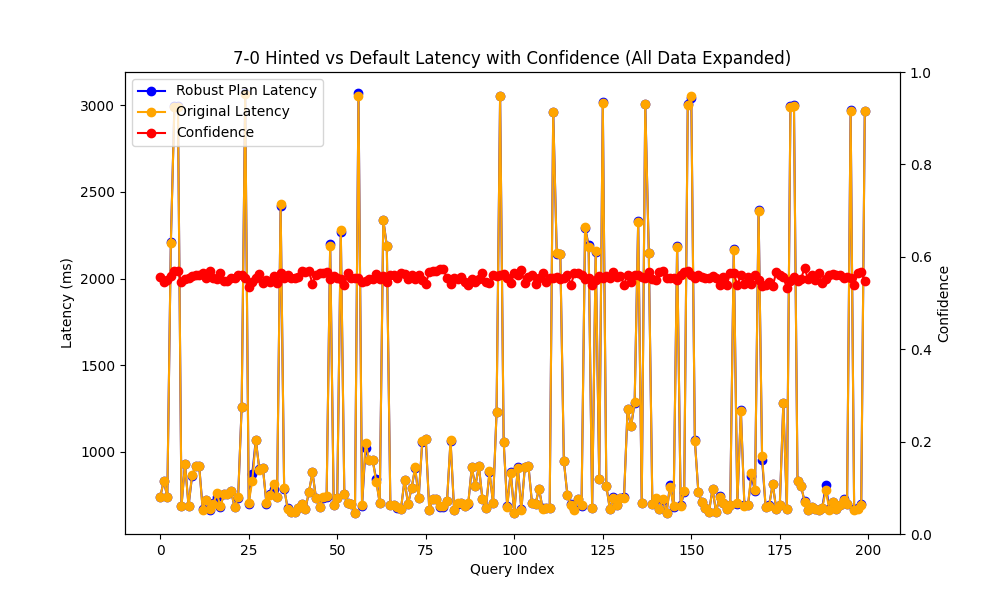 7-0 Hinted vs Default Latency with Confidence (All Data Expanded)
Robust Plan Latency
Original Latency
Confidence
3000
2500
2000
1500
1000
Latency (ms)
1.0
0.8
0.6
0.4
0.2
0.0
Confidence
0 25 50 75 100 125 150 175 200
Query Index